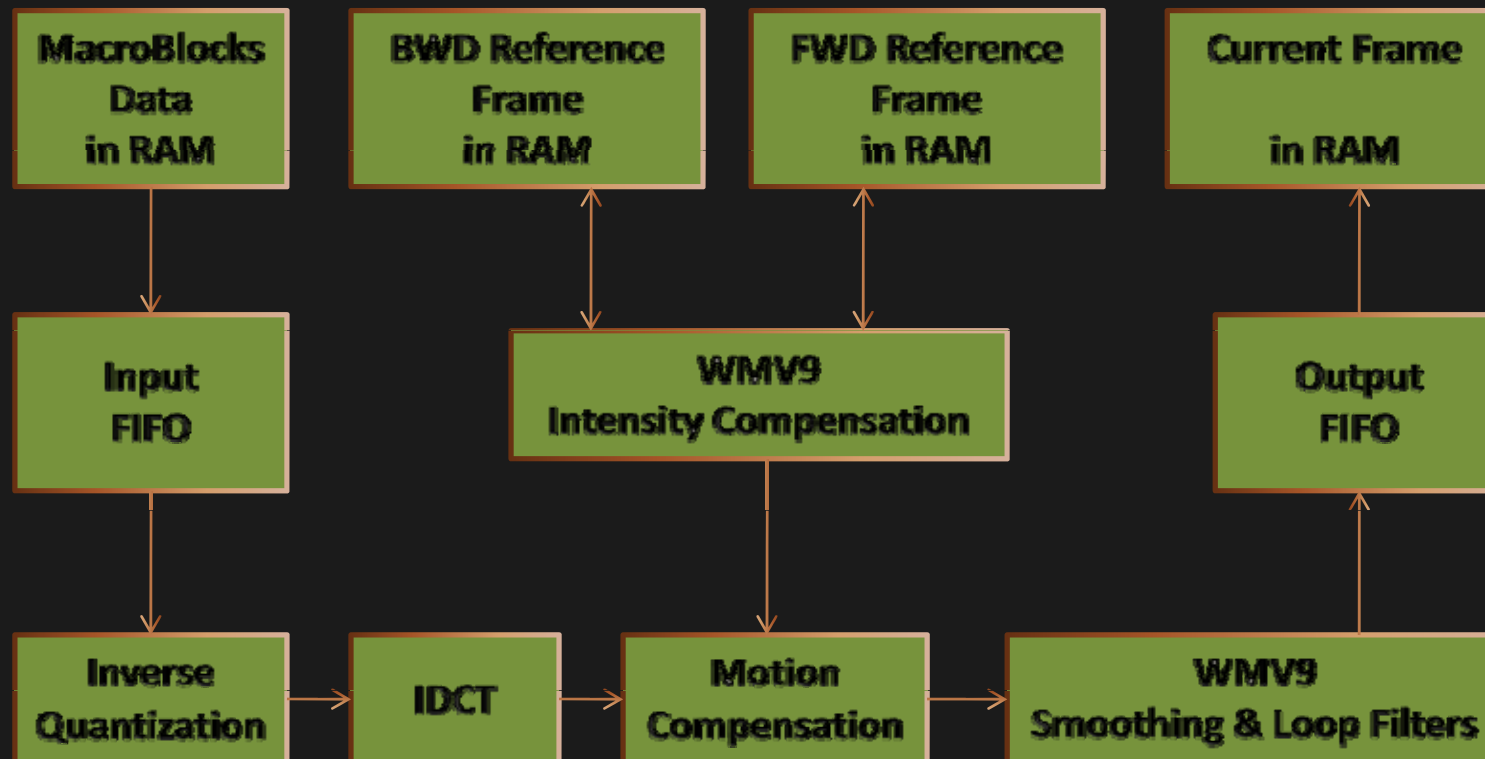 MacroBlocks
Data
in RAM
BWD Reference
Frame
in RAM
FWD Reference
Frame
in RAM
Current Frame
in RAM
Input
FIFO
WMV9
Intensity Compensation
Output
FIFO
Inverse
Quantization
IDCT
Motion
Compensation
WMV9
Smoothing & Loop Filters